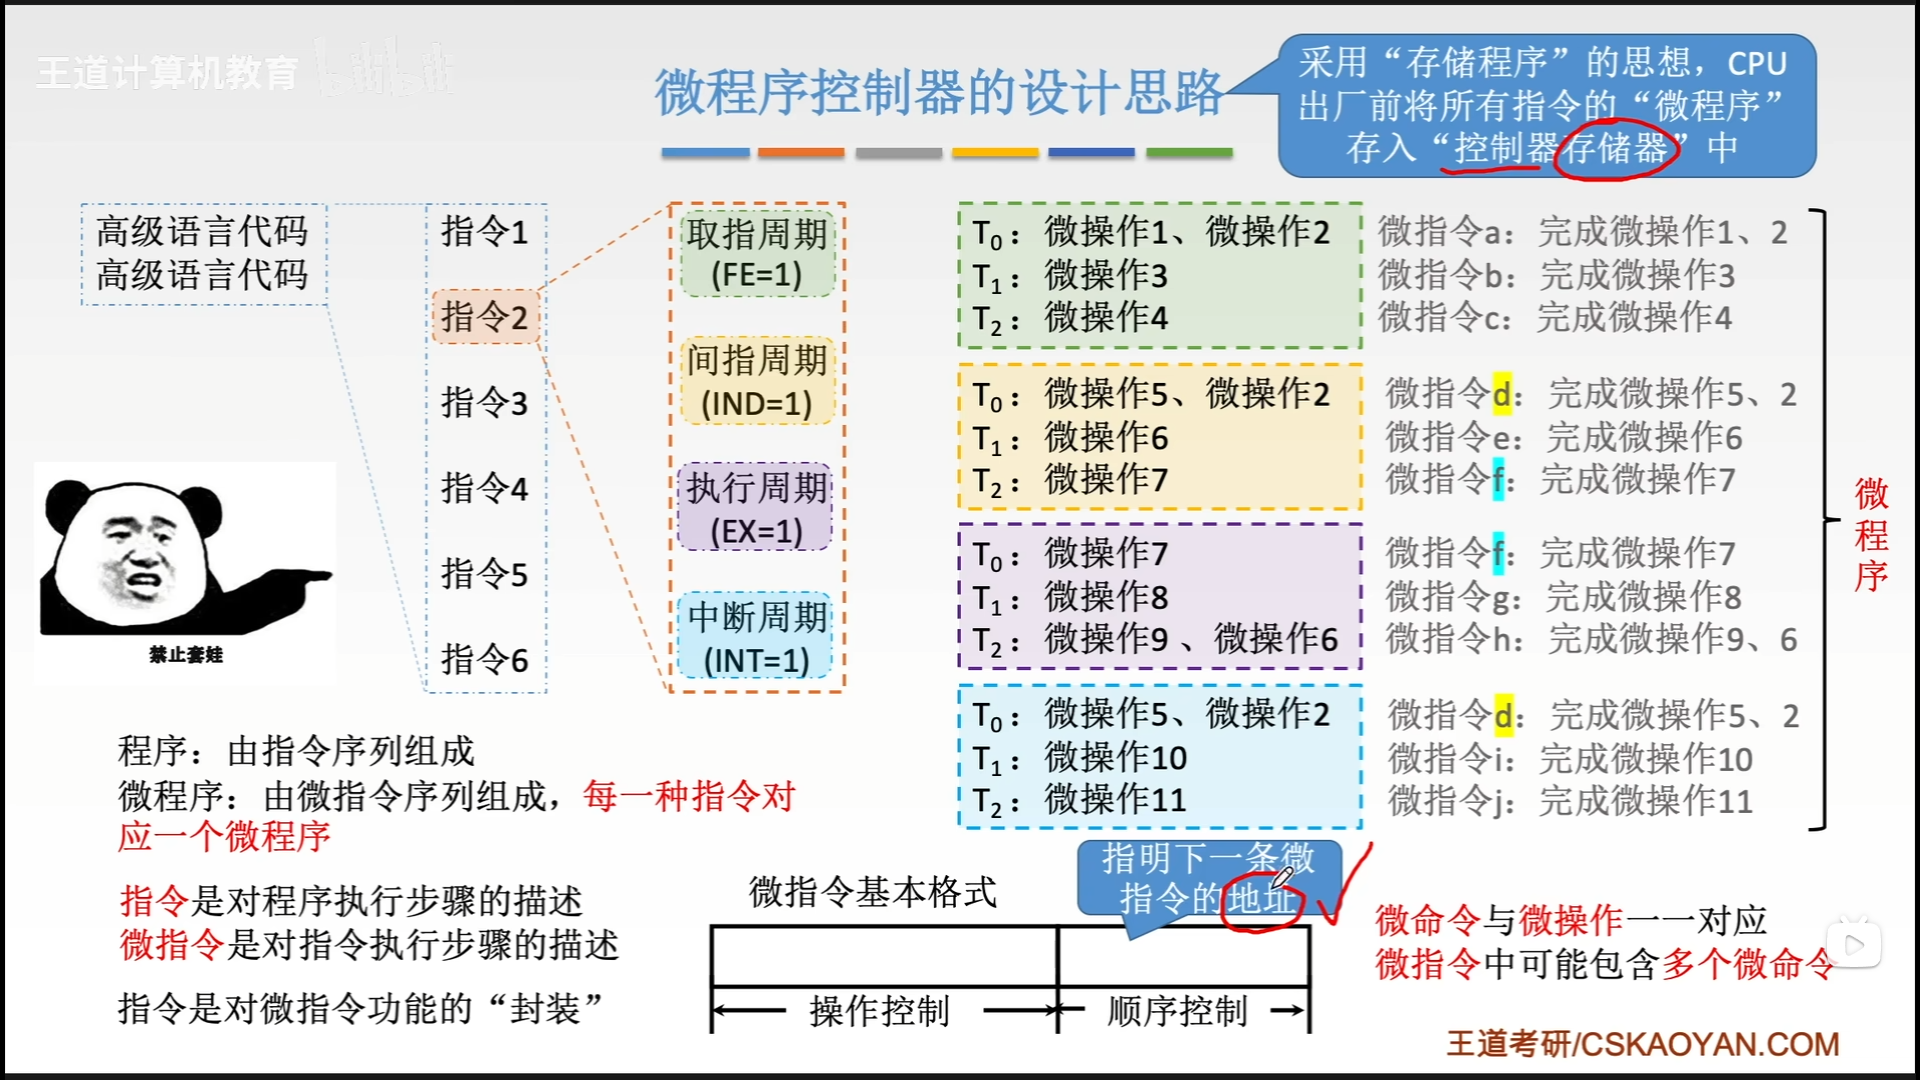 王道计算机教育 bilibili
微程序控制器的设计思路
采用“存储程序”的思想，CPU
出厂前将所有指令的“微程序”
存入“控制器存储器”中
高级语言代码
高级语言代码
指令1
指令2
指令3
指令4
指令5
指令6
取指周期
(FE=1)
间指周期
(IND=1)
执行周期
(EX=1)
中断周期
(INT=1)
T0：微操作1、微操作2
T1：微操作3
T2：微操作4
T0：微操作5、微操作2
T1：微操作6
T2：微操作7
T0：微操作7
T1：微操作8
T2：微操作9 、微操作6
T0：微操作5、微操作2
T1：微操作10
T2：微操作11
微指令a：完成微操作1、2
微指令b：完成微操作3
微指令c：完成微操作4
微指令d：完成微操作5、2
微指令e：完成微操作6
微指令f：完成微操作7
微指令f：完成微操作7
微指令g：完成微操作8
微指令h：完成微操作9、6
微指令d：完成微操作5、2
微指令i：完成微操作10
微指令j：完成微操作11
微
程
序
禁止套娃
程序：由指令序列组成
微程序：由微指令序列组成，每一种指令对
应一个微程序
指令是对程序执行步骤的描述
微指令是对指令执行步骤的描述
指令是对微指令功能的“封装”
微指令基本格式
指明下一条微
指令的地址
操作控制
顺序控制
微命令与微操作一一对应
微指令中可能包含多个微命令
王道考研/CSKAOYAN.COM